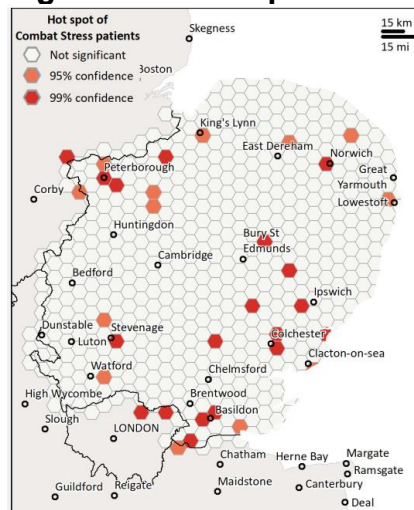 Hot spot of
Combat Stress patients
Not significant
95% confidence
99% confidence
15 km
15 mi
Skegness
Boston
King's Lynn
East Dereham
Norwich
Great
Yarmouth
Lowestoft
Peterborough
Corby
Huntingdon
Bury St
Edmunds
Cambridge
Bedford
Ipswich
Dunstable
Stevenage
Luton
Colchester
Clacton-on-sea
Watford
Chelmsford
High Wycombe
Brentwood
Basildon
Slough
LONDON
Chatham
Herne Bay
Margate
Ramsgate
Guildford
Reigate
Maidstone
Canterbury
Deal